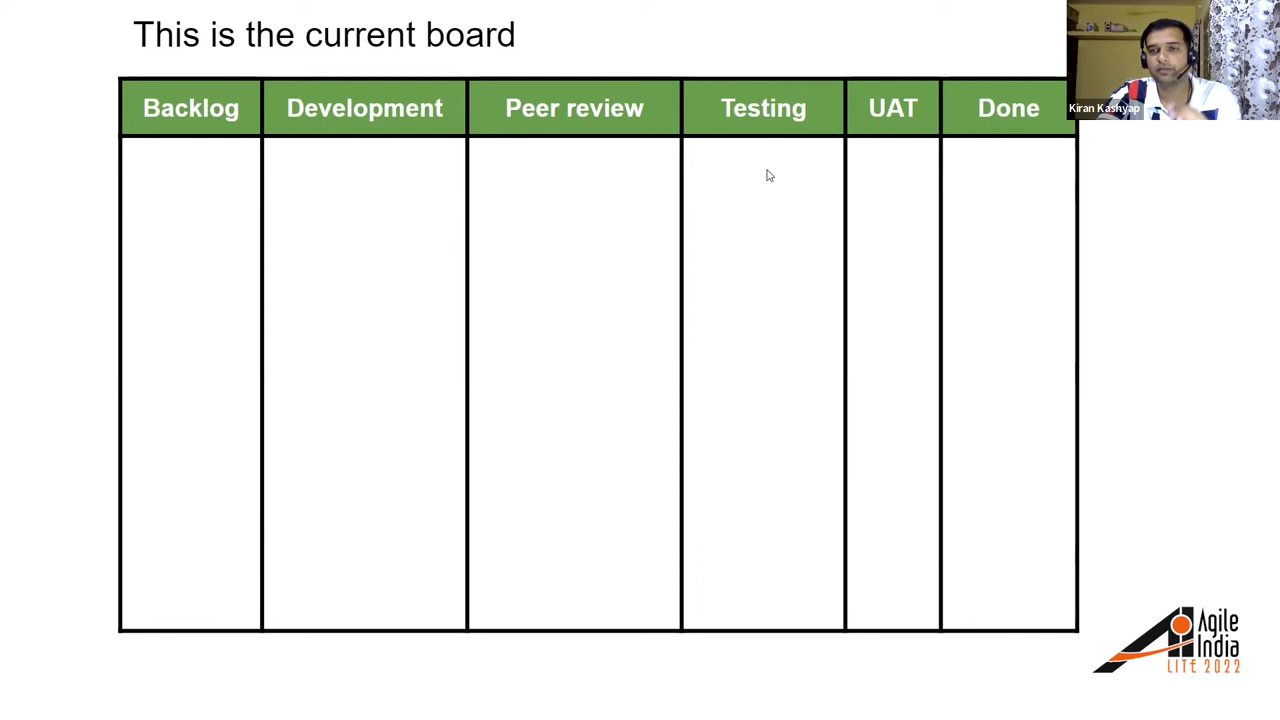 This is the current board
Backlog Development Peer review Testing UAT Done
Kiran Kashyap
Agile
India
LITE 2022